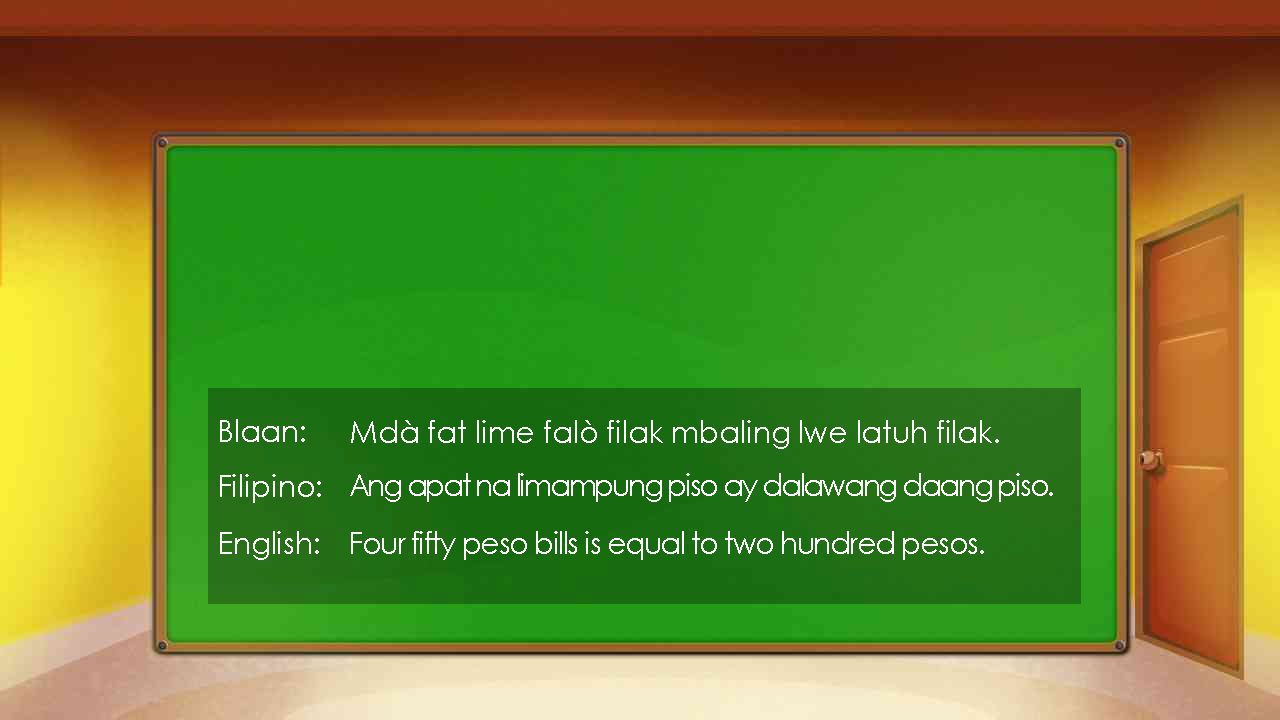 Blaan: Mdà fat lime falò filak mbaling lwe latuh filak.
Filipino: Ang apat na limampung piso ay dalawang daang piso.
English: Four fifty peso bills is equal to two hundred pesos.